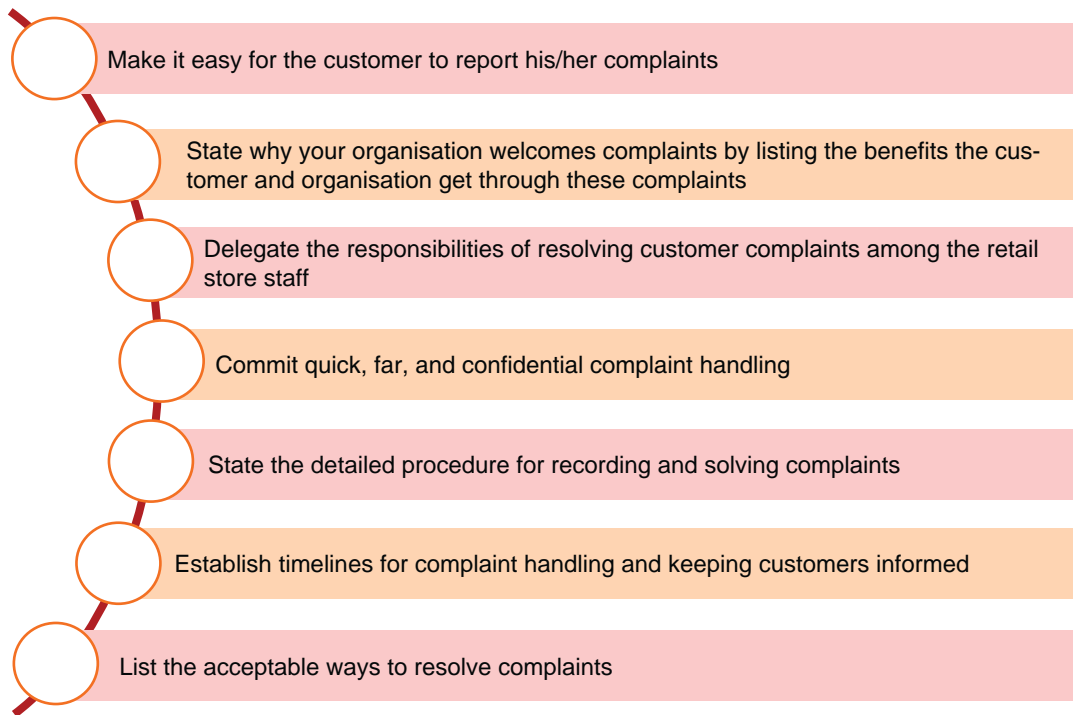 Make it easy for the customer to report his/her complaints
State why your organisation welcomes complaints by listing the benefits the cus-
tomer and organisation get through these complaints
Delegate the responsibilities of resolving customer complaints among the retail
store staff
Commit quick, far, and confidential complaint handling
State the detailed procedure for recording and solving complaints
Establish timelines for complaint handling and keeping customers informed
List the acceptable ways to resolve complaints